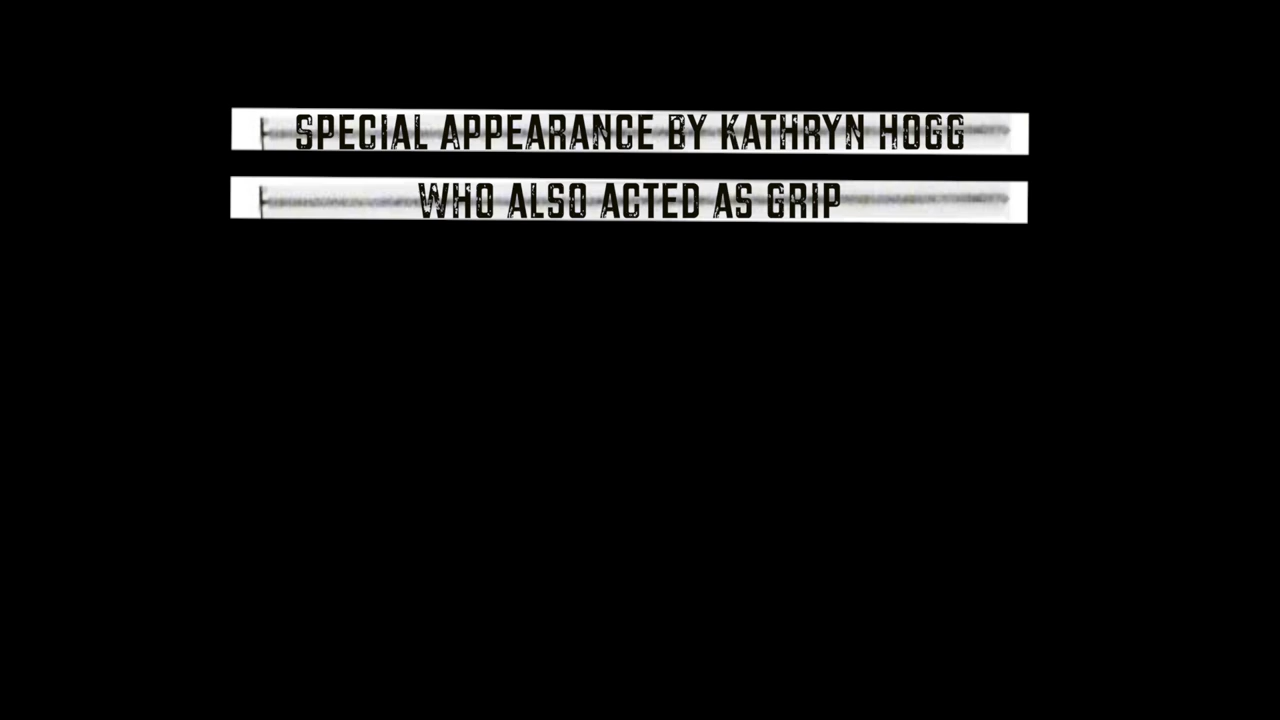 SPECIAL APPEARANCE BY KATHRYN HOGG
WHO ALSO ACTED AS GRIP